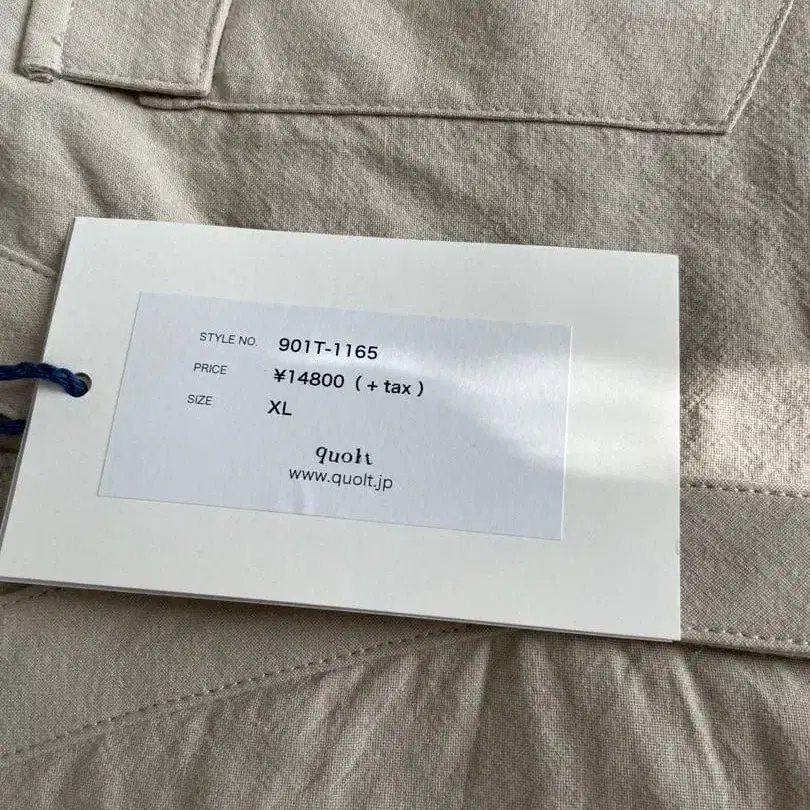 STYLE NO. 901T-1165
PRICE ¥14800 ( + tax )
SIZE XL
quolt
www.quolt.jp